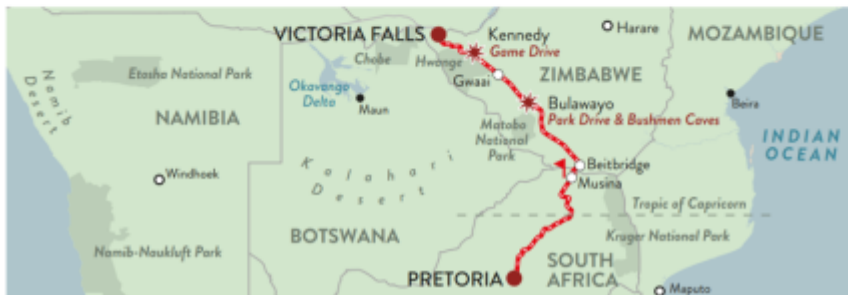 VICTORIA FALLS
Kennedy
Game Drive
Harare
MOZAMBIQUE
Etosha National Park
Chobe
Hwange
Gwaai
ZIMBABWE
Namib
Desert
Okavango
Delta
Maun
Bulawayo
Park Drive & Bushmen Caves
Beira
NAMIBIA
Matobo
National
Park
INDIAN
OCEAN
Windhoek
Kalahari
Desert
Beitbridge
Musina
Tropic of Capricorn
BOTSWANA
Namib-Naukluft Park
Kruger National Park
PRETORIA
SOUTH
AFRICA
Maputo